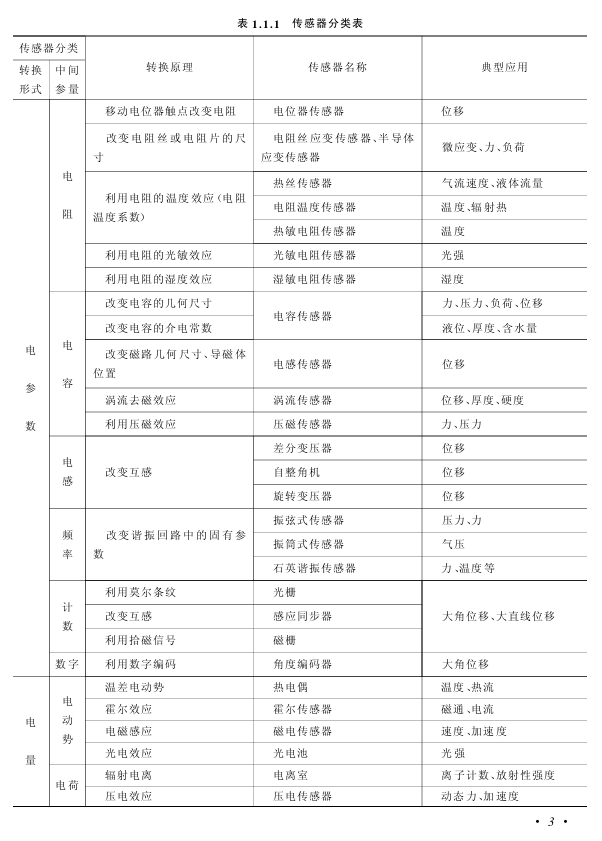 表 1.1.1 传感器分类表
传感器分类 转换原理 传感器名称 典型应用
转换形式 中间参量
电参数 电阻 移动电位器触点改变电阻 电位器传感器 位移
改变电阻丝或电阻片的尺寸 电阻丝应变传感器、半导体应变传感器 微应变、力、负荷
利用电阻的温度效应(电阻温度系数) 热丝传感器 气流速度、液体流量
电阻温度传感器 温度、辐射热
热敏电阻传感器 温度
利用电阻的光敏效应 光敏电阻传感器 光强
利用电阻的湿度效应 湿敏电阻传感器 湿度
电容 改变电容的几何尺寸 电容传感器 力、压力、负荷、位移
改变电容的介电常数 液位、厚度、含水量
改变磁路几何尺寸、导磁体位置 电感传感器 位移
涡流去磁效应 涡流传感器 位移、厚度、硬度
利用压磁效应 压磁传感器 力、压力
电感 改变互感 差分变压器 位移
自整角机 位移
旋转变压器 位移
频率 改变谐振回路中的固有参数 振弦式传感器 压力、力
振筒式传感器 气压
石英谐振传感器 力、温度等
计数 利用莫尔条纹 光栅 大角位移、大直线位移
改变互感 感应同步器
利用拾磁信号 磁栅
数字 利用数字编码 角度编码器 大角位移
电量 电动势 温差电动势 热电偶 温度、热流
霍尔效应 霍尔传感器 磁通、电流
电磁感应 磁电传感器 速度、加速度
光电效应 光电池 光强
电荷 辐射电离 电离室 离子计数、放射性强度
压电效应 压电传感器 动态力、加速度
· 3 ·